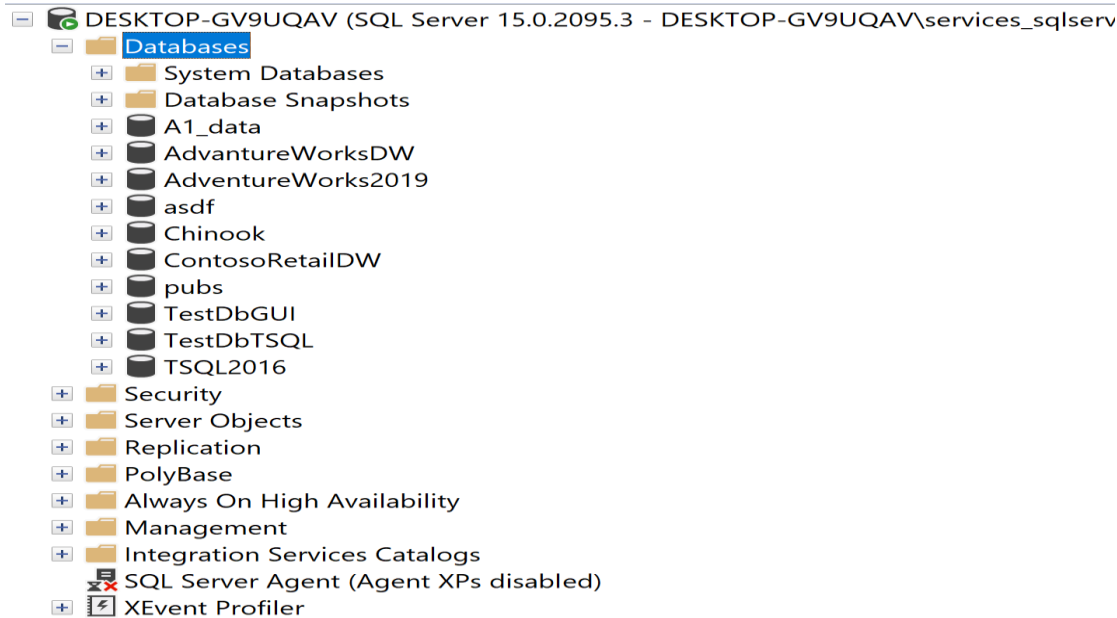 DESKTOP-GV9UQAV (SQL Server 15.0.2095.3 - DESKTOP-GV9UQAV\services_sqlserv
Databases
System Databases
Database Snapshots
A1_data
AdvantureWorksDW
AdventureWorks2019
asdf
Chinook
ContosoRetailDW
pubs
TestDbGUI
TestDbTSQL
TSQL2016
Security
Server Objects
Replication
PolyBase
Always On High Availability
Management
Integration Services Catalogs
SQL Server Agent (Agent XPs disabled)
XEvent Profiler